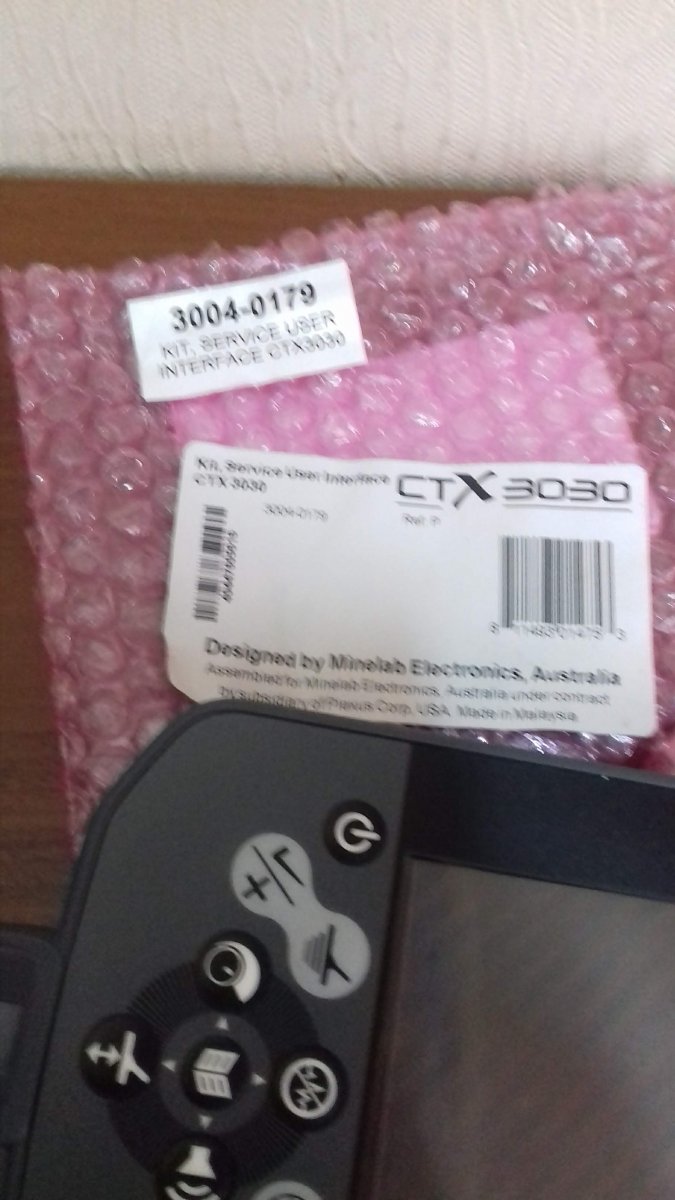 3004-0179
KIT, SERVICE USER
INTERFACE CTX3030
Kit, Service User Interface
CTX 3030
CTX 3030
3004-0179
Designed by Minelab Electronics, Australia
Assembled for Minelab Electronics, Australia under contract
by subsidiary of Plexus Corp, USA. Made in Malaysia